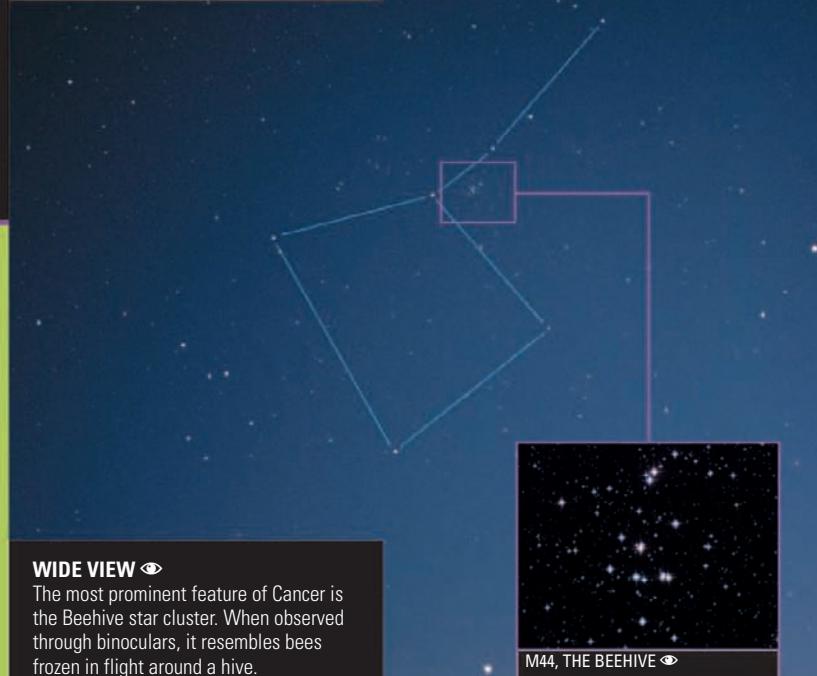 WIDE VIEW 👁
The most prominent feature of Cancer is
the Beehive star cluster. When observed
through binoculars, it resembles bees
frozen in flight around a hive.
M44, THE BEEHIVE 👁